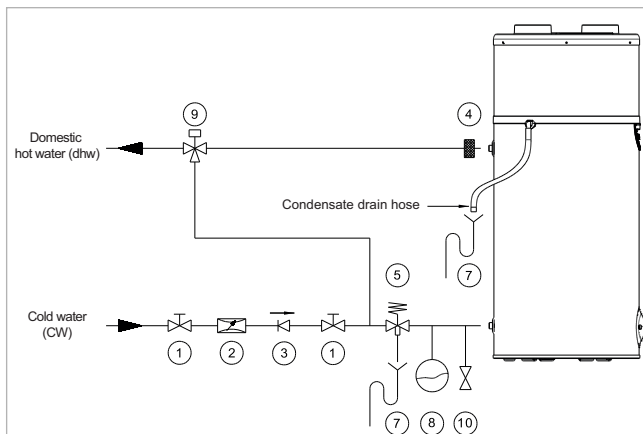 9
4
Domestic
hot water (dhw)
Condensate drain hose
7
5
Cold water
(CW)
1
2
3
1
7
8
10